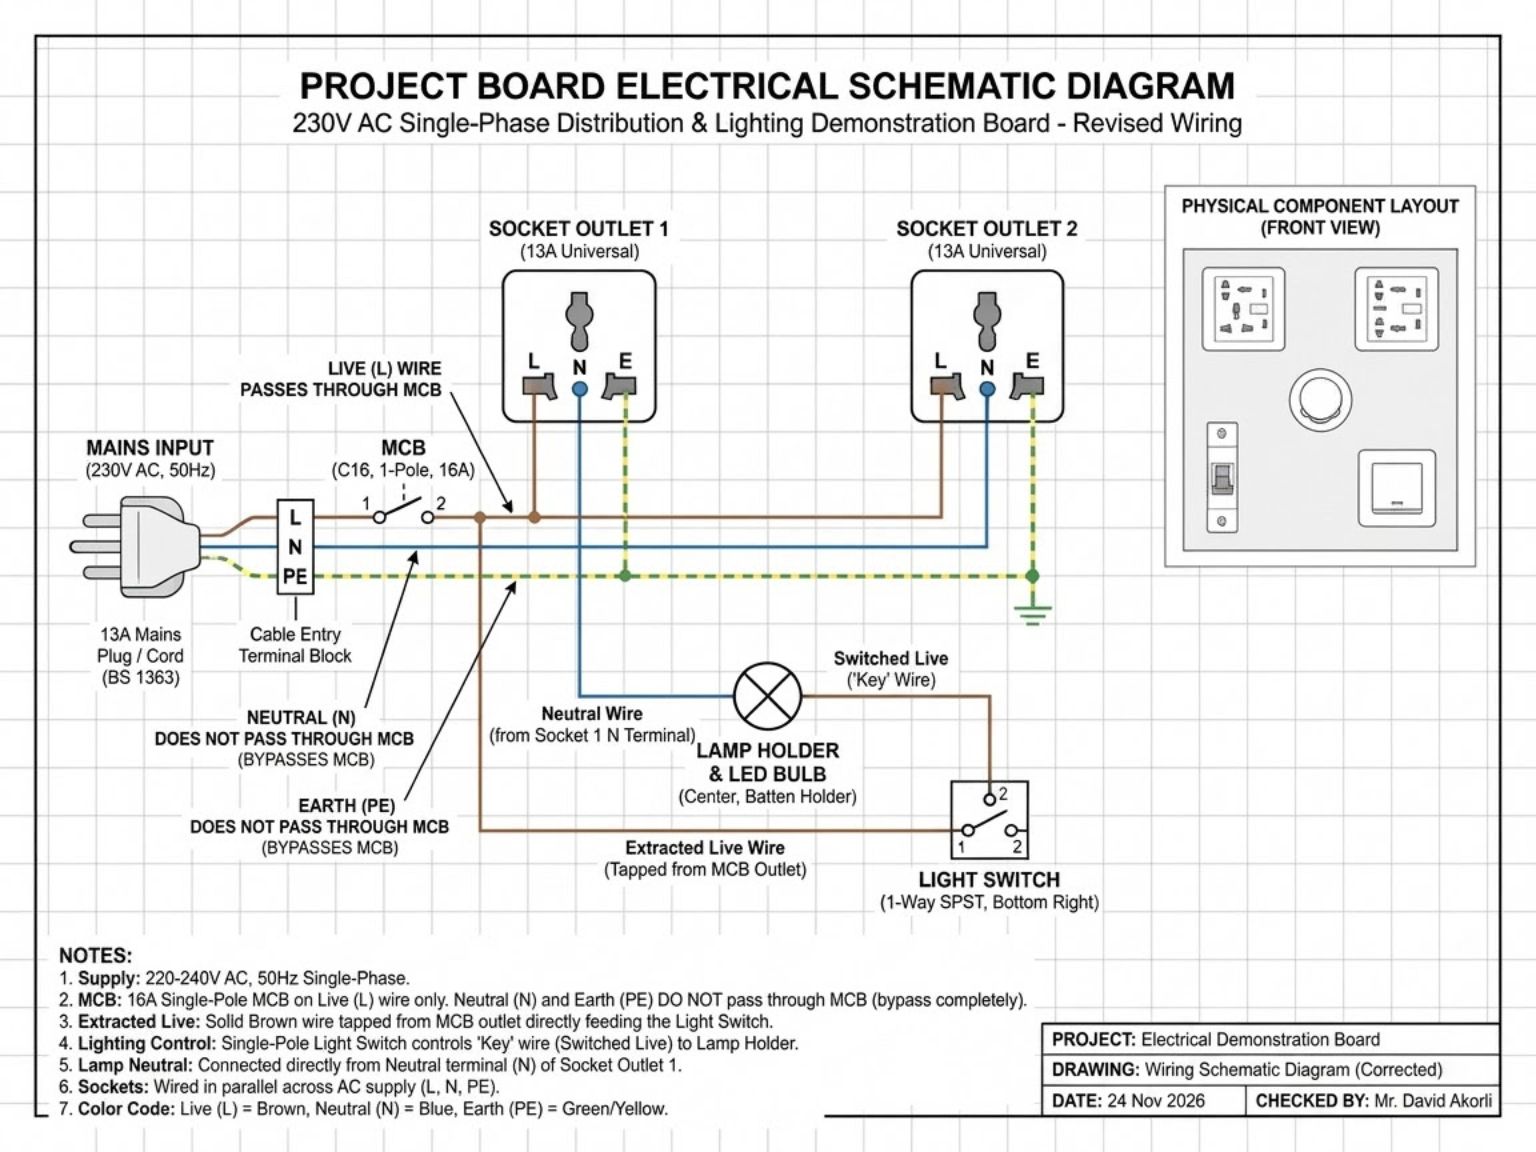 PROJECT BOARD ELECTRICAL SCHEMATIC DIAGRAM
230V AC Single-Phase Distribution & Lighting Demonstration Board - Revised Wiring
PHYSICAL COMPONENT LAYOUT
(FRONT VIEW)
SOCKET OUTLET 1
(13A Universal)
L
N
E
SOCKET OUTLET 2
(13A Universal)
L
N
E
LIVE (L) WIRE
PASSES THROUGH MCB
MAINS INPUT
(230V AC, 50Hz)
MCB
(C16, 1-Pole, 16A)
1
2
L
N
PE
13A Mains
Plug / Cord
(BS 1363)
Cable Entry
Terminal Block
NEUTRAL (N)
DOES NOT PASS THROUGH MCB
(BYPASSES MCB)
EARTH (PE)
DOES NOT PASS THROUGH MCB
(BYPASSES MCB)
Neutral Wire
(from Socket 1 N Terminal)
Switched Live
('Key' Wire)
LAMP HOLDER
& LED BULB
(Center, Batten Holder)
Extracted Live Wire
(Tapped from MCB Outlet)
2
1
2
LIGHT SWITCH
(1-Way SPST, Bottom Right)
NOTES:
1. Supply: 220-240V AC, 50Hz Single-Phase.
2. MCB: 16A Single-Pole MCB on Live (L) wire only. Neutral (N) and Earth (PE) DO NOT pass through MCB (bypass completely).
3. Extracted Live: Solid Brown wire tapped from MCB outlet directly feeding the Light Switch.
4. Lighting Control: Single-Pole Light Switch controls 'Key' wire (Switched Live) to Lamp Holder.
5. Lamp Neutral: Connected directly from Neutral terminal (N) of Socket Outlet 1.
6. Sockets: Wired in parallel across AC supply (L, N, PE).
7. Color Code: Live (L) = Brown, Neutral (N) = Blue, Earth (PE) = Green/Yellow.
PROJECT: Electrical Demonstration Board
DRAWING: Wiring Schematic Diagram (Corrected)
DATE: 24 Nov 2026
CHECKED BY: Mr. David Akorli